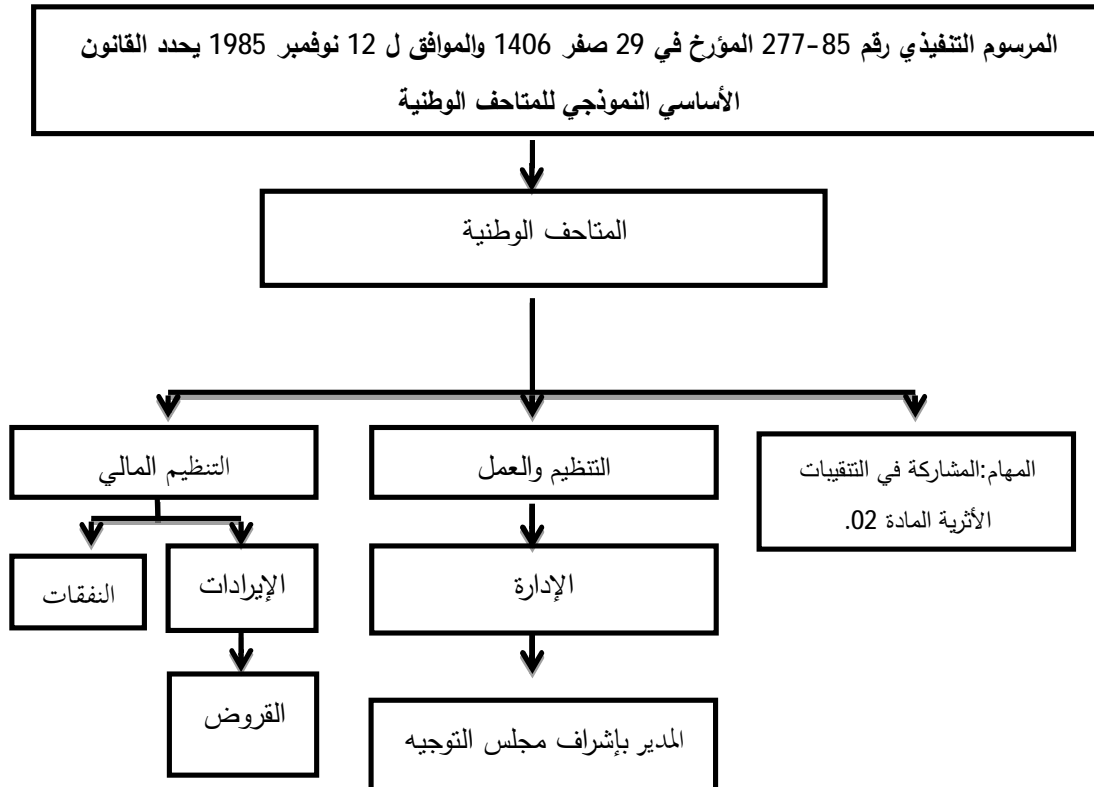 المرسوم التنفيذي رقم 85-277 المؤرخ في 29 صفر 1406 والموافق ل 12 نوفمبر 1985 يحدد القانون
الأساسي النموذجي للمتاحف الوطنية
المتاحف الوطنية
المهام:المشاركة في التنقيبات
الأثرية المادة 02.
التنظيم والعمل
التنظيم المالي
الإدارة
الإيرادات
النفقات
المدير بإشراف مجلس التوجيه
القروض